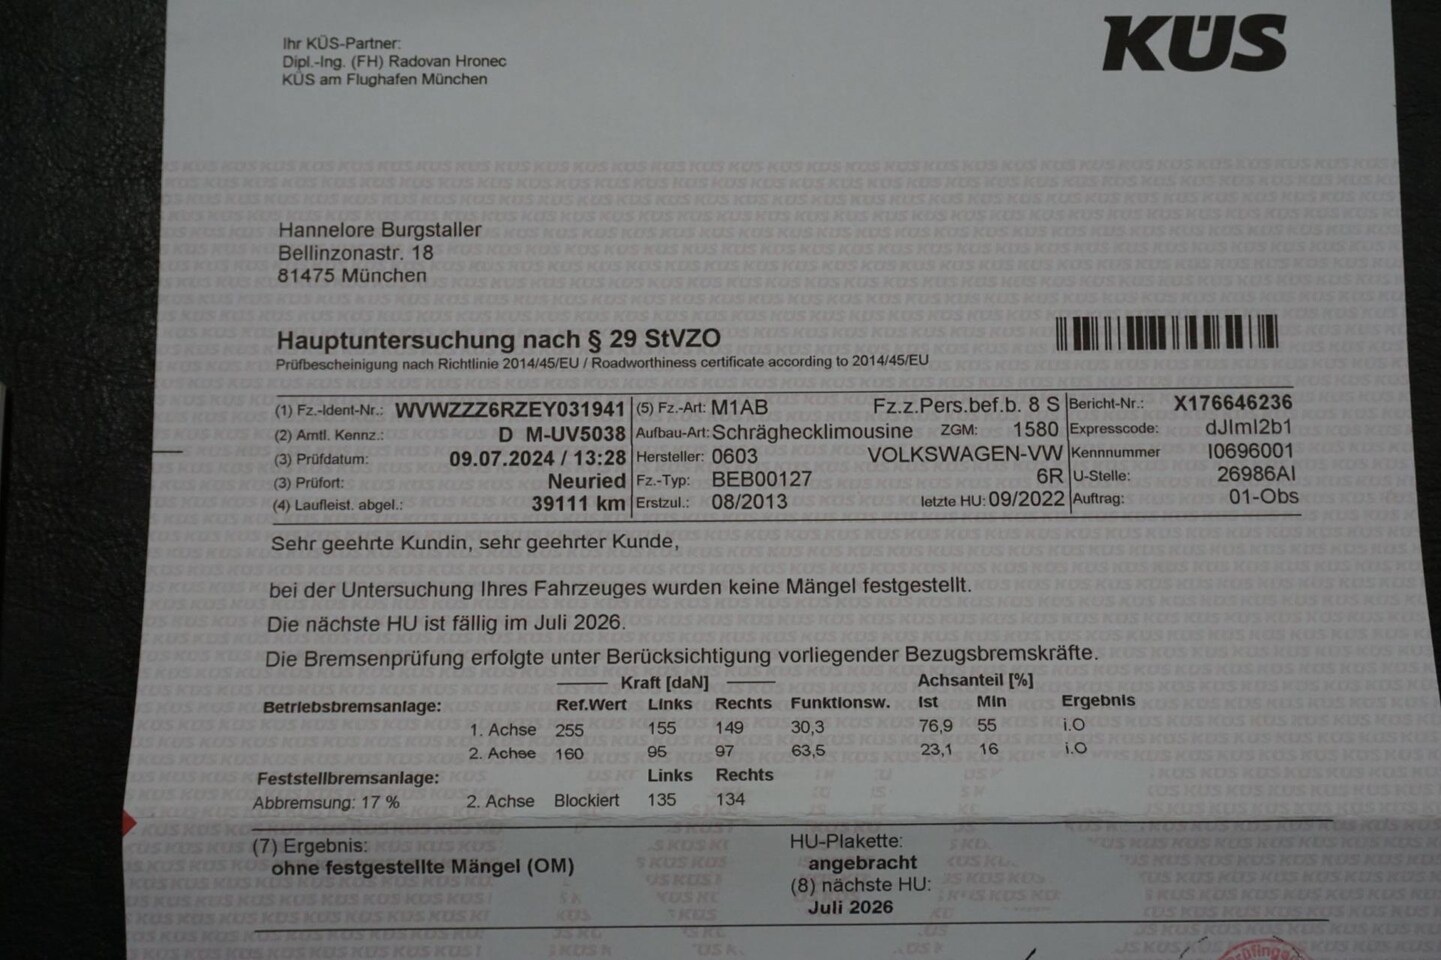 Ihr KÜS-Partner:
Dipl.-Ing. (FH) Radovan Hronec
KÜS am Flughafen München
KÜS
Hannelore Burgstaller
Bellinzonastr. 18
81475 München
Hauptuntersuchung nach § 29 StVZO
Prüfbescheinigung nach Richtlinie 2014/45/EU / Roadworthiness certificate according to 2014/45/EU
(1) Fz.-Ident-Nr.: WVWZZZ6RZEY031941 (5) Fz.-Art: M1AB Fz.z.Pers.bef.b. 8 S Bericht-Nr.: X176646236
(2) Amtl. Kennz.: D M-UV5038 Aufbau-Art: Schräghecklimousine ZGM: 1580 Expresscode: dJImI2b1
(3) Prüfdatum: 09.07.2024 / 13:28 Hersteller: 0603 VOLKSWAGEN-VW Kennnummer I0696001
(3) Prüfort: Neuried Fz.-Typ: BEB00127 6R U-Stelle: 26986AI
(4) Laufleist. abgel.: 39111 km Erstzul.: 08/2013 letzte HU: 09/2022 Auftrag: 01-Obs
Sehr geehrte Kundin, sehr geehrter Kunde,
bei der Untersuchung Ihres Fahrzeuges wurden keine Mängel festgestellt.
Die nächste HU ist fällig im Juli 2026.
Die Bremsenprüfung erfolgte unter Berücksichtigung vorliegender Bezugsbremskräfte.
Kraft [daN] Achsanteil [%]
Betriebsbremsanlage: Ref.Wert Links Rechts Funktionsw. Ist Min Ergebnis
1. Achse 255 155 149 30,3 76,9 55 i.O
2. Achse 160 95 97 63,5 23,1 16 i.O
Feststellbremsanlage: Links Rechts
Abbremsung: 17 % 2. Achse Blockiert 135 134
(7) Ergebnis: HU-Plakette:
ohne festgestellte Mängel (OM) angebracht
(8) nächste HU:
Juli 2026